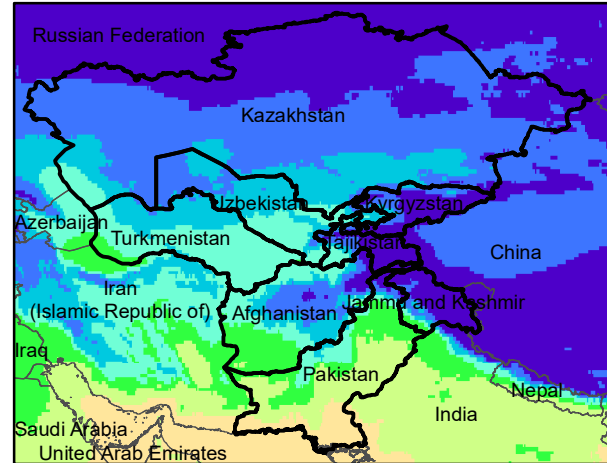 Russian Federation
Kazakhstan
Izbekistan
Kyrgyzstan
Azerbaijan
Turkmenistan
Tajikistan
China
Iran
(Islamic Republic of)
Afghanistan
Jammu and Kashmir
Iraq
Pakistan
Nepal
India
Saudi Arabia
United Arab Emirates